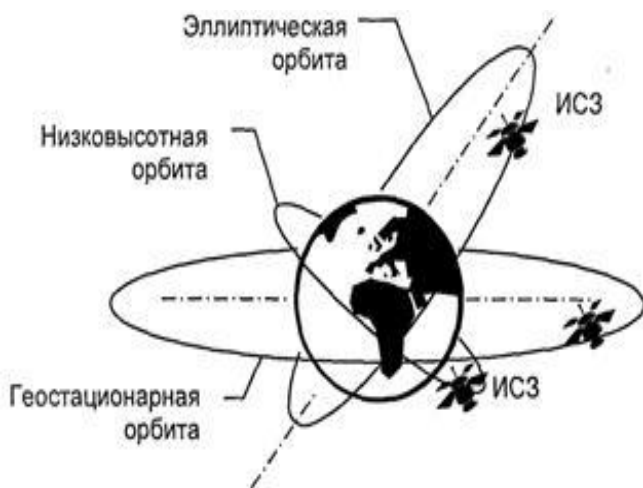 Эллиптическая
орбита
ИСЗ
Низковысотная
орбита
Геостационарная
орбита
ИСЗ